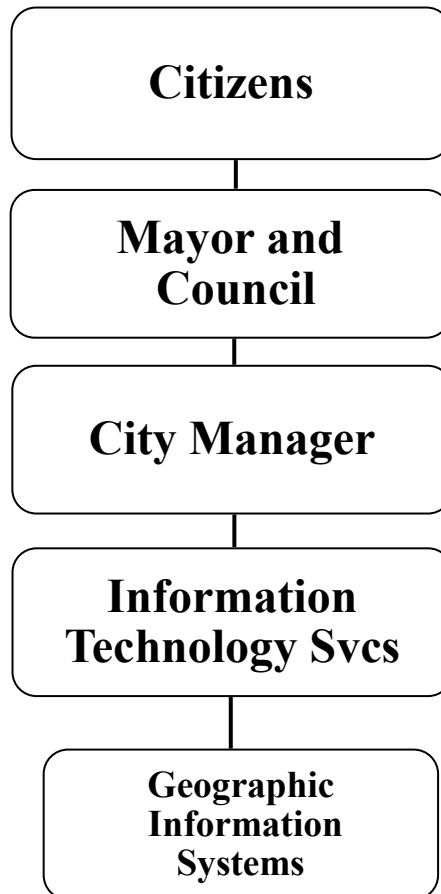 Citizens
Mayor and
Council
City Manager
Information
Technology Svcs
Geographic
Information
Systems